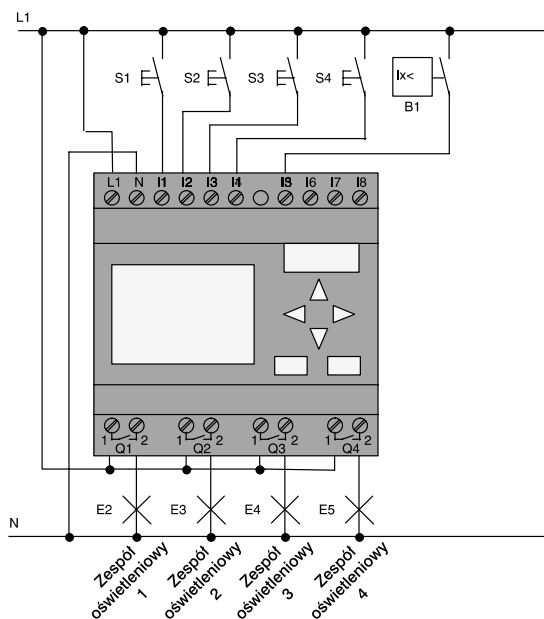 L1
S1 S2 S3 S4 Ix<
B1
L1 N I1 I2 I3 I4 I5 I6 I7 I8
1 2 1 2 1 2 1 2
Q1 Q2 Q3 Q4
E2 E3 E4 E5
N
Zespół
oświetleniowy
1
Zespół
oświetleniowy
2
Zespół
oświetleniowy
3
Zespół
oświetleniowy
4